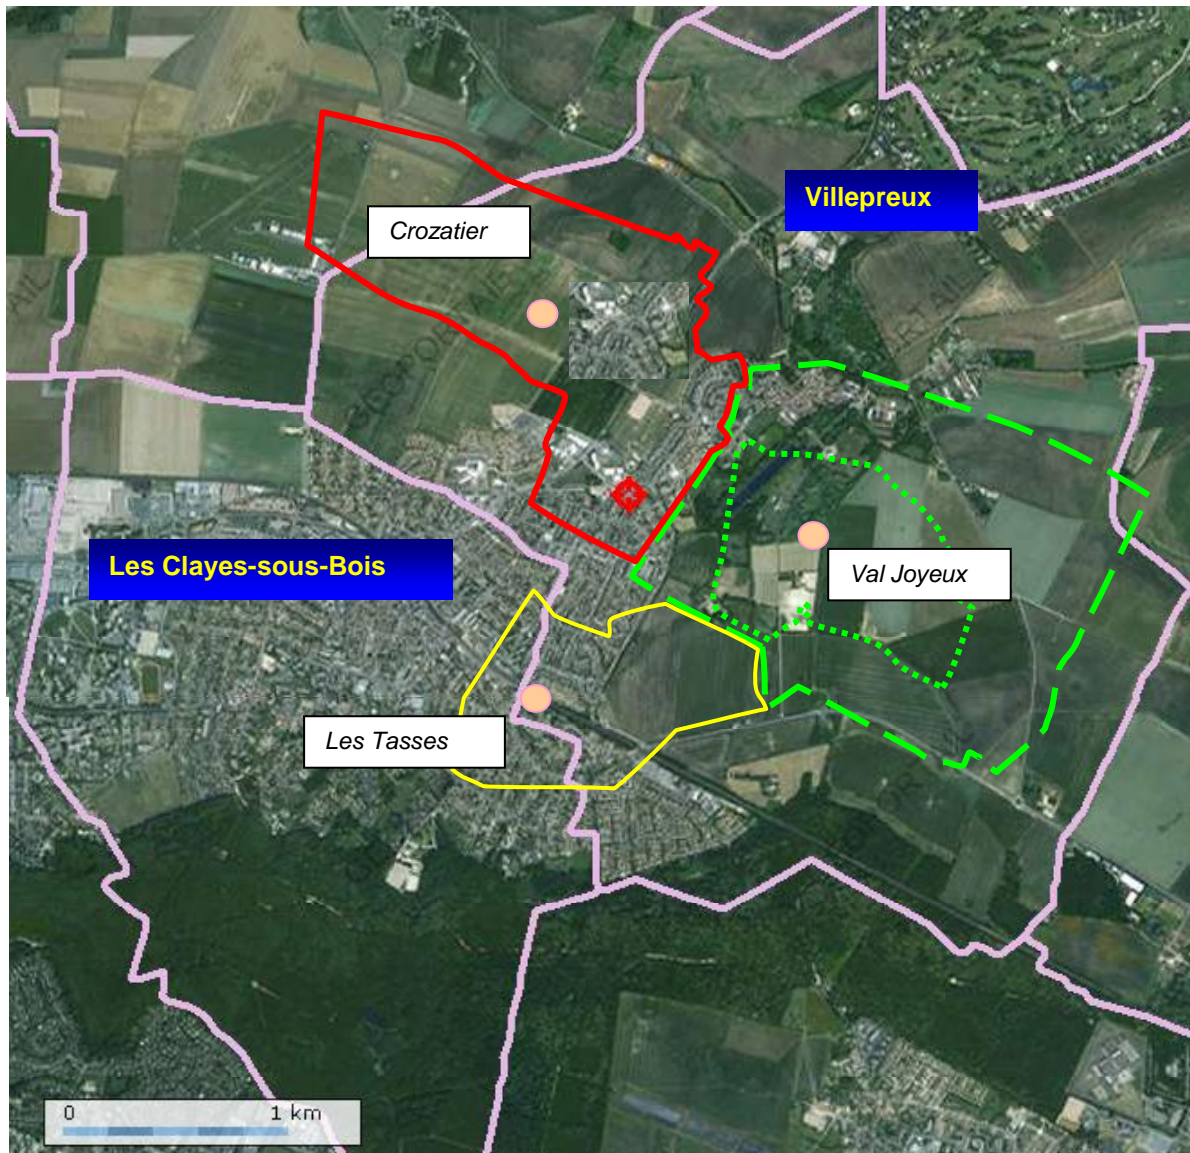 Villepreux
Crozatier
Les Clayes-sous-Bois
Val Joyeux
Les Tasses
0 1 km